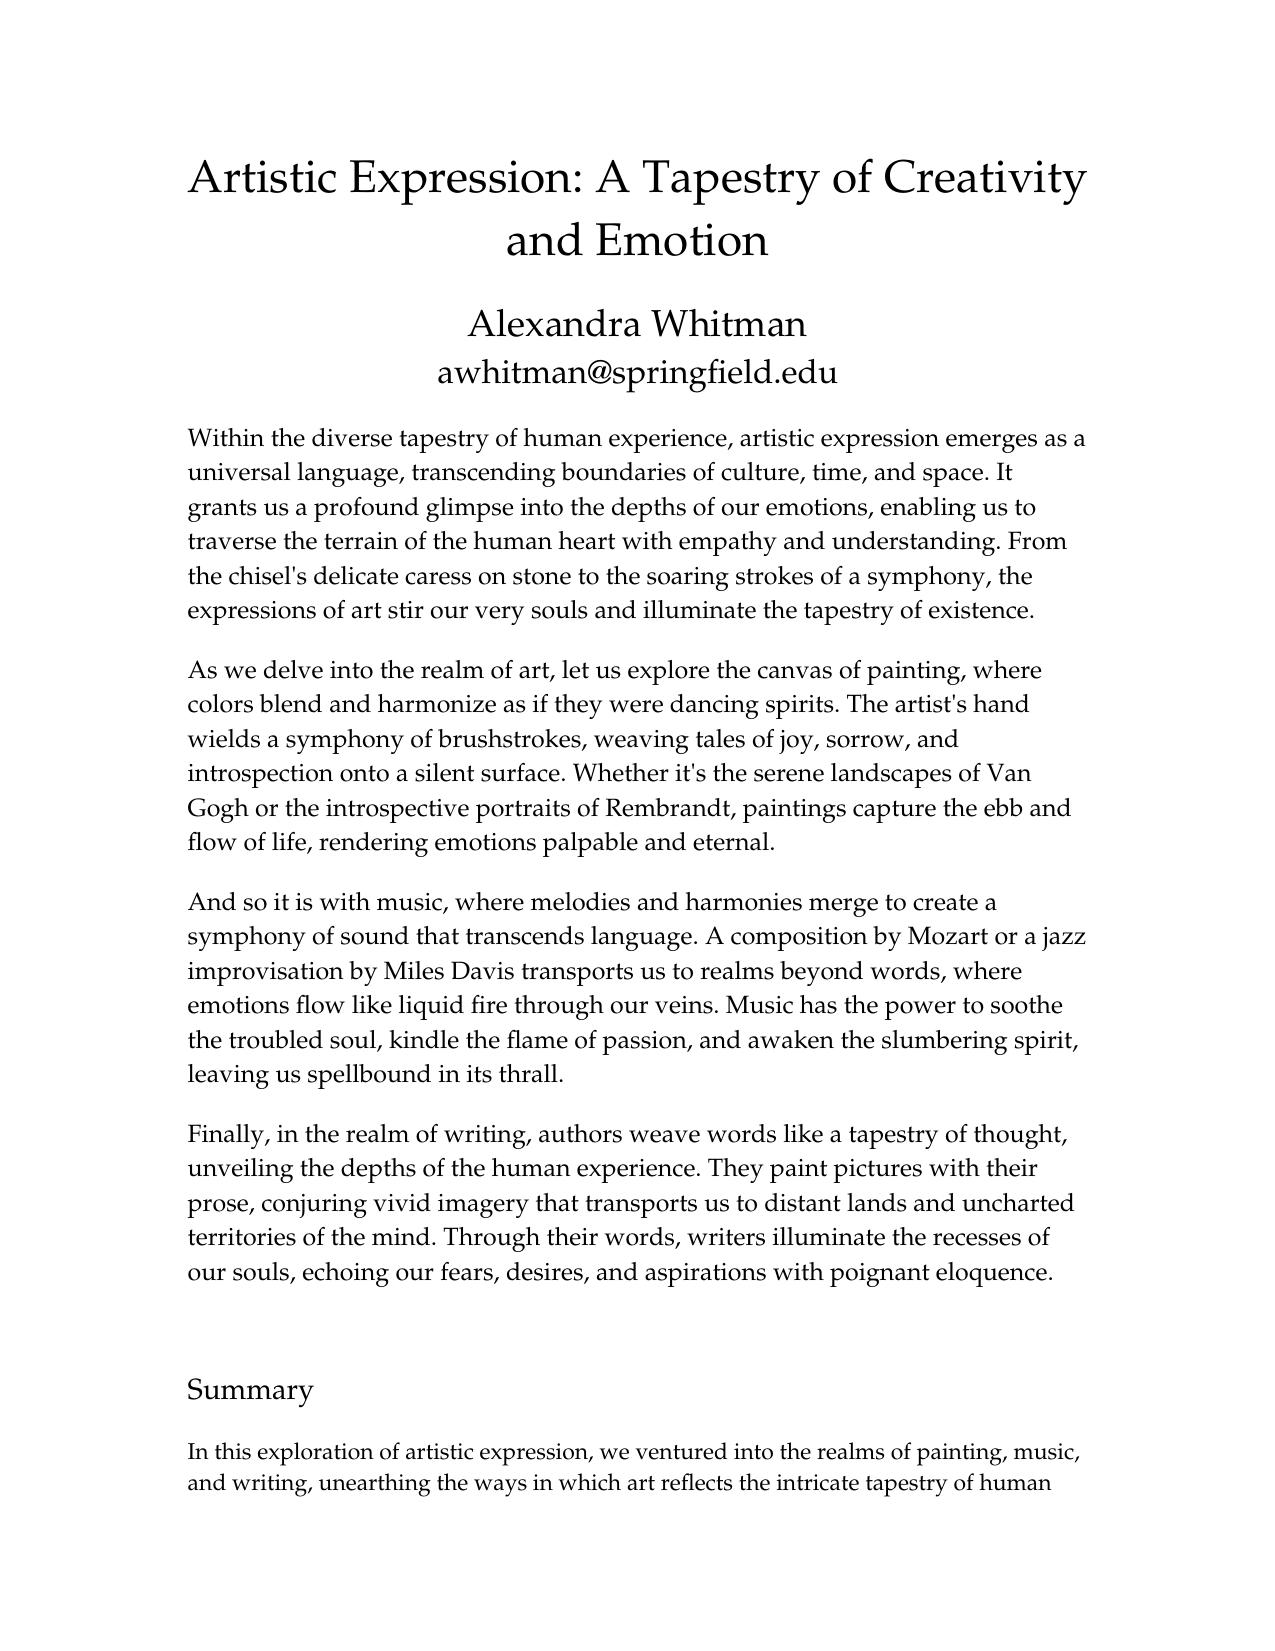 Artistic Expression: A Tapestry of Creativity
and Emotion
Alexandra Whitman
awhitman@springfield.edu
Within the diverse tapestry of human experience, artistic expression emerges as a
universal language, transcending boundaries of culture, time, and space. It
grants us a profound glimpse into the depths of our emotions, enabling us to
traverse the terrain of the human heart with empathy and understanding. From
the chisel's delicate caress on stone to the soaring strokes of a symphony, the
expressions of art stir our very souls and illuminate the tapestry of existence.
As we delve into the realm of art, let us explore the canvas of painting, where
colors blend and harmonize as if they were dancing spirits. The artist's hand
wields a symphony of brushstrokes, weaving tales of joy, sorrow, and
introspection onto a silent surface. Whether it's the serene landscapes of Van
Gogh or the introspective portraits of Rembrandt, paintings capture the ebb and
flow of life, rendering emotions palpable and eternal.
And so it is with music, where melodies and harmonies merge to create a
symphony of sound that transcends language. A composition by Mozart or a jazz
improvisation by Miles Davis transports us to realms beyond words, where
emotions flow like liquid fire through our veins. Music has the power to soothe
the troubled soul, kindle the flame of passion, and awaken the slumbering spirit,
leaving us spellbound in its thrall.
Finally, in the realm of writing, authors weave words like a tapestry of thought,
unveiling the depths of the human experience. They paint pictures with their
prose, conjuring vivid imagery that transports us to distant lands and uncharted
territories of the mind. Through their words, writers illuminate the recesses of
our souls, echoing our fears, desires, and aspirations with poignant eloquence.
Summary
In this exploration of artistic expression, we ventured into the realms of painting, music,
and writing, unearthing the ways in which art reflects the intricate tapestry of human